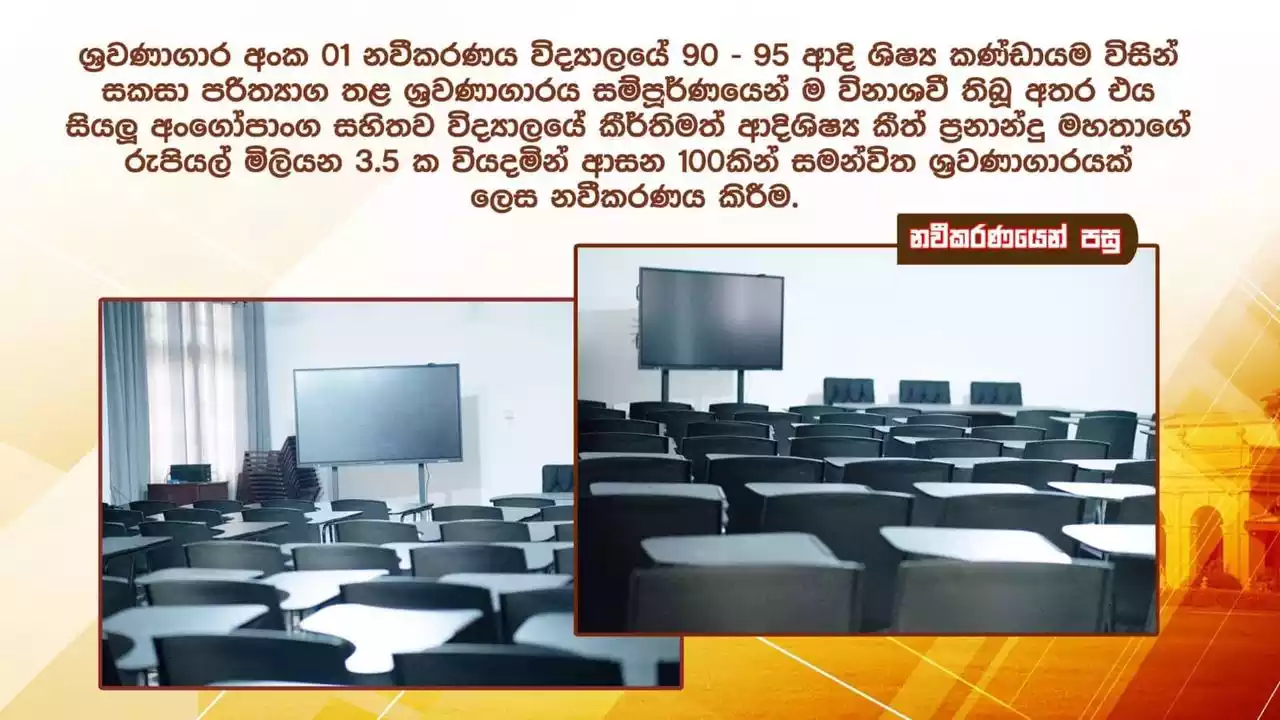 ශ්‍රවණාගාර අංක 01 නවීකරණය විද්‍යාලයේ 90 - 95 ආදි ශිෂ්‍ය කණ්ඩායම විසින්
සකසා පරිත්‍යාග තළ ශ්‍රවණාගාරය සම්පූර්ණයෙන් ම විනාශවී තිබූ අතර එය
සියලූ අංගෝපාංග සහිතව විද්‍යාලයේ කීර්තිමත් ආදිශිෂ්‍ය කීත් ප්‍රනාන්දු මහතාගේ
රුපියල් මිලියන 3.5 ක වියදමින් ආසන 100කින් සමන්විත ශ්‍රවණාගාරයක්
ලෙස නවීකරණය කිරීම.
නවීකරණයෙන් පසු